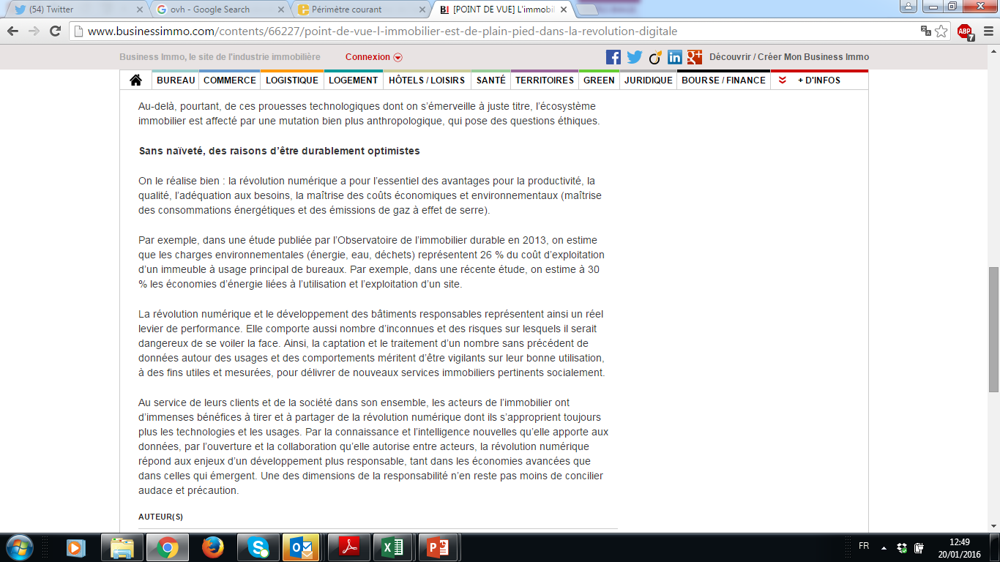 (54) Twitter
ovh - Google Search
Périmètre courant
[POINT DE VUE] L'immobil
www.businessimmo.com/contents/66227/point-de-vue-l-immobilier-est-de-plain-pied-dans-la-revolution-digitale
ABP
7
Business Immo, le site de l'industrie immobilière
Connexion
Découvrir / Créer Mon Business Immo
BUREAU COMMERCE LOGISTIQUE LOGEMENT HÔTELS / LOISIRS SANTÉ TERRITOIRES GREEN JURIDIQUE BOURSE / FINANCE + D'INFOS
Au-delà, pourtant, de ces prouesses technologiques dont on s’émerveille à juste titre, l’écosystème
immobilier est affecté par une mutation bien plus anthropologique, qui pose des questions éthiques.
Sans naïveté, des raisons d’être durablement optimistes
On le réalise bien : la révolution numérique a pour l’essentiel des avantages pour la productivité, la
qualité, l’adéquation aux besoins, la maîtrise des coûts économiques et environnementaux (maîtrise
des consommations énergétiques et des émissions de gaz à effet de serre).
Par exemple, dans une étude publiée par l’Observatoire de l’immobilier durable en 2013, on estime
que les charges environnementales (énergie, eau, déchets) représentent 26 % du coût d’exploitation
d’un immeuble à usage principal de bureaux. Par exemple, dans une récente étude, on estime à 30
% les économies d’énergie liées à l’utilisation et l’exploitation d’un site.
La révolution numérique et le développement des bâtiments responsables représentent ainsi un réel
levier de performance. Elle comporte aussi nombre d’inconnues et des risques sur lesquels il serait
dangereux de se voiler la face. Ainsi, la captation et le traitement d’un nombre sans précédent de
données autour des usages et des comportements méritent d’être vigilants sur leur bonne utilisation,
à des fins utiles et mesurées, pour délivrer de nouveaux services immobiliers pertinents socialement.
Au service de leurs clients et de la société dans son ensemble, les acteurs de l’immobilier ont
d’immenses bénéfices à tirer et à partager de la révolution numérique dont ils s’approprient toujours
plus les technologies et les usages. Par la connaissance et l’intelligence nouvelles qu’elle apporte aux
données, par l’ouverture et la collaboration qu’elle autorise entre acteurs, la révolution numérique
répond aux enjeux d’un développement plus responsable, tant dans les économies avancées que
dans celles qui émergent. Une des dimensions de la responsabilité n’en reste pas moins de concilier
audace et précaution.
AUTEUR(S)
FR
12:49
20/01/2016